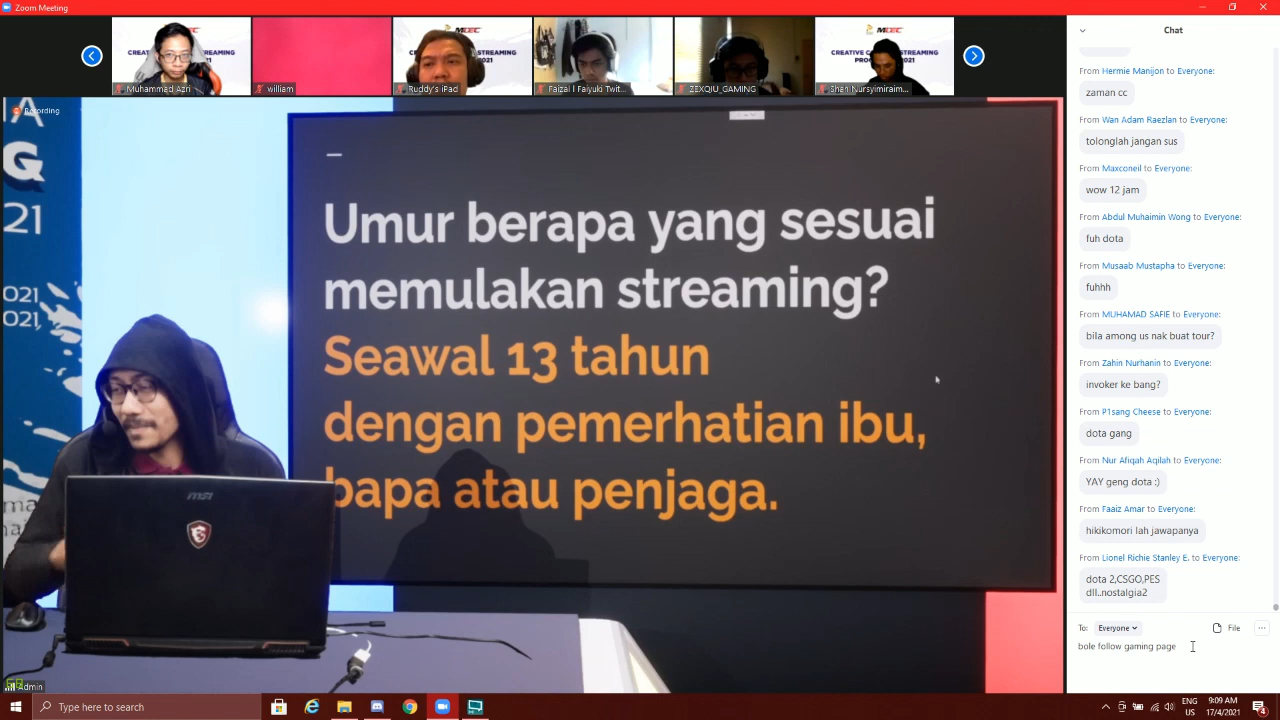 Zoom Meeting
Muhammad Azri
william
Ruddy's iPad
Faizal I Faiyuki Twit...
ZEXQIU_GAMING
Shah Nursyimiraim...
Recording
G
21
Umur berapa yang sesuai
memulakan streaming?
Seawal 13 tahun
dengan pemerhatian ibu,
bapa atau penjaga.
msi
Admin
Chat
From Hermie Manijon to Everyone:
zaman cc
From Wan Adam Raezlan to Everyone:
tolonglah jangan sus
From Maxconeil to Everyone:
wow 12 jam
From Abdul Muhaimin Wong to Everyone:
fuh dota
From Musaab Mustapha to Everyone:
fuhhh
From MUHAMAD SAFIE to Everyone:
bila among us nak buat tour?
From Zahin Nurhanin to Everyone:
invoker ke bang?
From P1sang Cheese to Everyone:
dota gang
From Nur Afiqah Aqilah to Everyone:
YAY geng dota :)
From Faaiz Amar to Everyone:
hikikomori lah jawapanya
From Lionel Richie Stanley E. to Everyone:
dota 2,CSGO,PES
dll..nostalgia2
To: Everyone File
bole follow gaming page
Type here to search
ENG
US
9:09 AM
17/4/2021
4